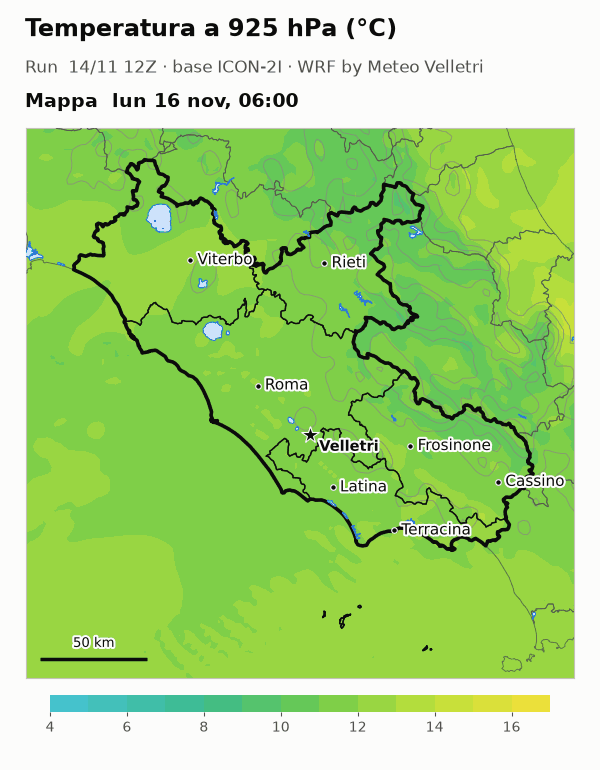 Temperatura a 925 hPa (°C)
Run  14/11 12Z · base ICON-2I · WRF by Meteo Velletri
Mappa  lun 16 nov, 06:00
Viterbo
Rieti
Roma
Velletri
Frosinone
Cassino
Latina
Terracina
50 km
4 6 8 10 12 14 16